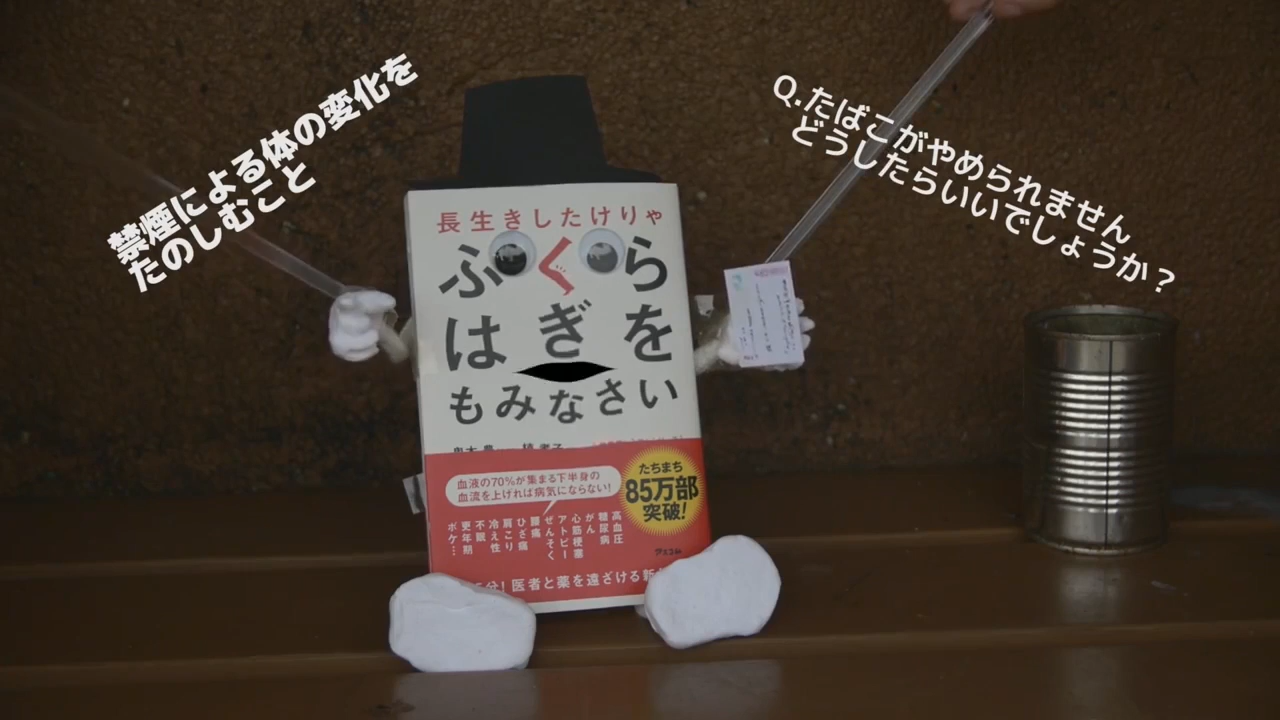 禁煙による体の変化を
たのしむこと
Q.たばこがやめられません
どうしたらいいでしょうか？
長生きしたけりゃ
ふくら
はぎを
もみなさい
血液の70%が集まる下半身の
血流を上げれば病気にならない!
たちまち
85万部
突破!
高血圧
糖尿病
がん
心筋梗塞
アトピー
ぜんそく
腰痛
ひざ痛
肩こり
冷え性
不眠
更年期
ボケ…
アスコム
分! 医者と薬を遠ざける